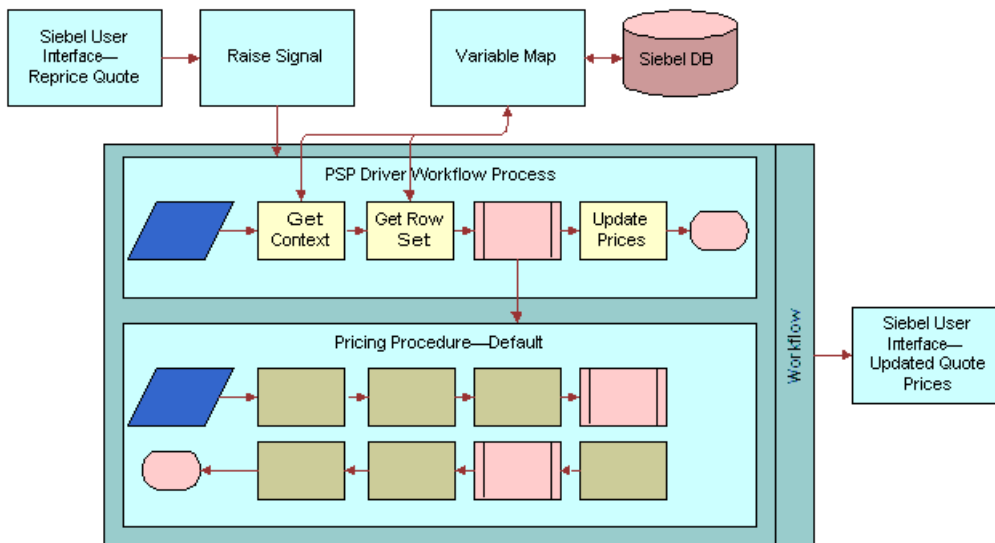 Siebel User
Interface—
Reprice Quote
Raise Signal
Variable Map
Siebel DB
PSP Driver Workflow Process
Get
Context
Get Row
Set
Update
Prices
Pricing Procedure—Default
Workflow
Siebel User
Interface—
Updated Quote
Prices